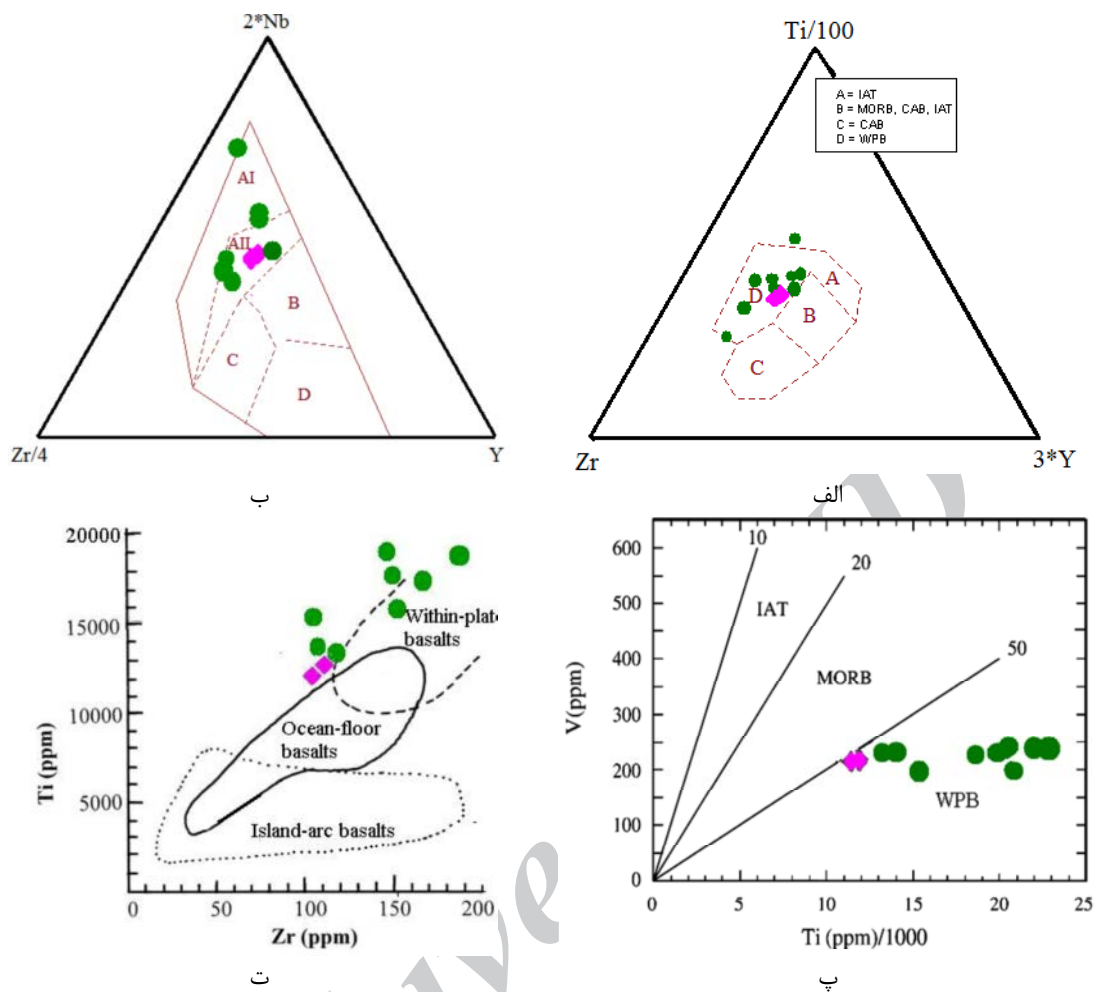 2*Nb
AI
AII
B
C
D
Zr/4
Y
ب
Ti/100
A = IAT
B = MORB, CAB, IAT
C = CAB
D = WPB
A
D
B
C
Zr
3*Y
الف
20000
15000
10000
5000
Ti (ppm)
Within-plat
basalts
Ocean-floor
basalts
Island-arc basalts
0
50
100
150
200
Zr (ppm)
ت
600
500
400
300
200
100
0
V(ppm)
10
20
50
IAT
MORB
WPB
0
5
10
15
20
25
Ti (ppm)/1000
پ